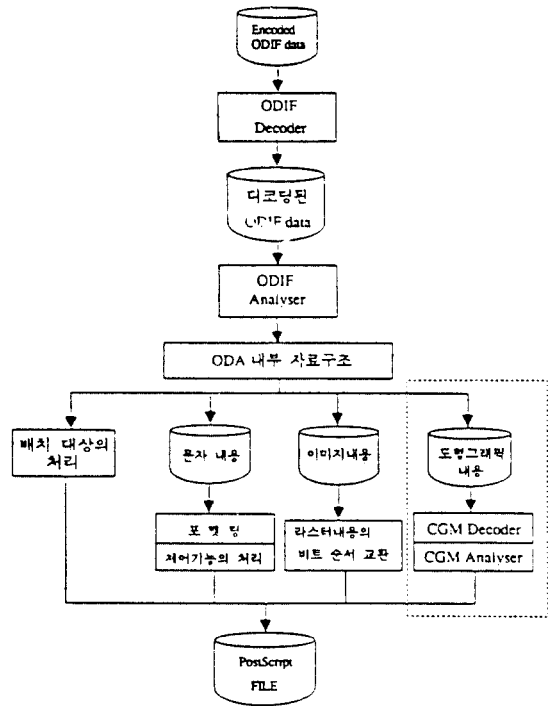 Encoded
ODIF data
ODIF
Decoder
디코딩된
ODIF data
ODIF
Analyser
ODA 내부 자료구조
배치 대상의
처리
문자 내용
이미지내용
도형그래픽
내용
포맷팅
제어기능의 처리
라스터내용의
비트 순서 교환
CGM Decoder
CGM Analyser
PostScript
FILE